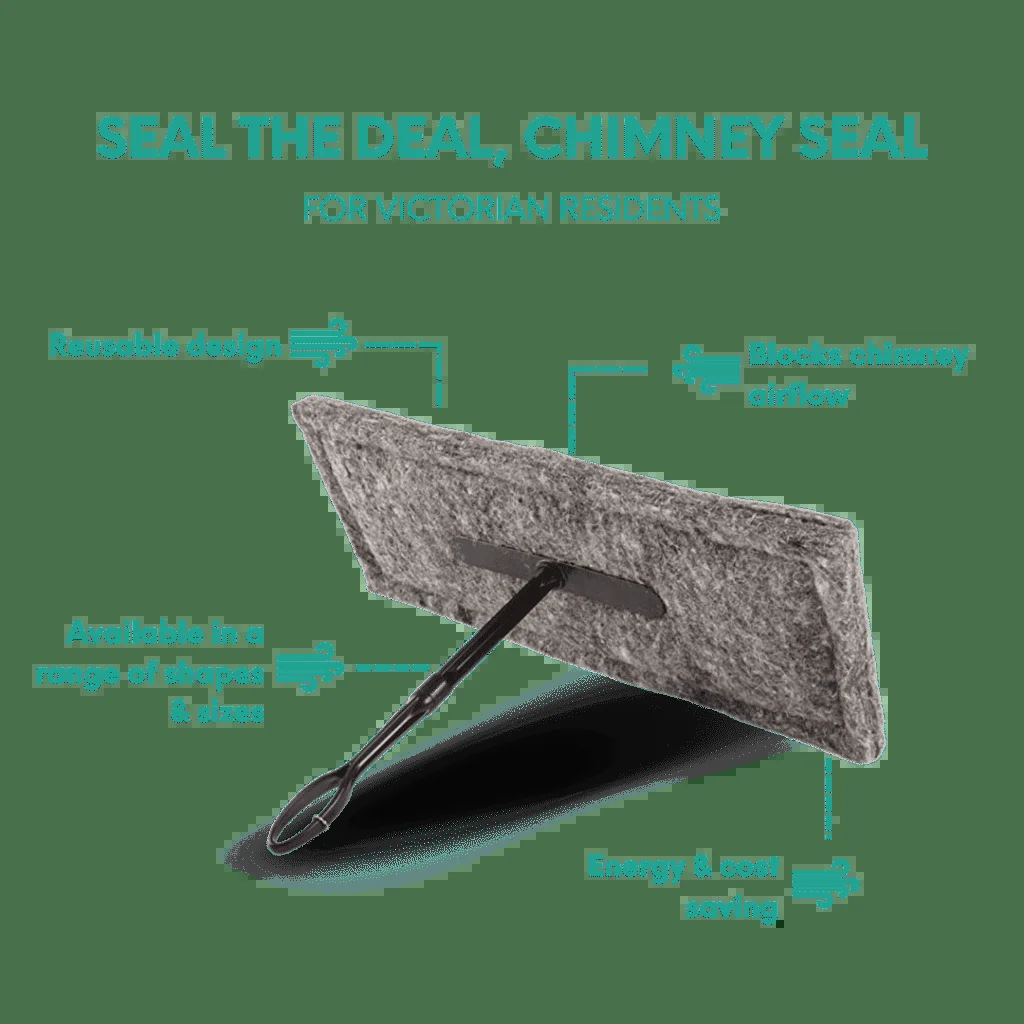 SEAL THE DEAL, CHIMNEY SEAL
FOR VICTORIAN RESIDENTS
Reusable design
Blocks chimney
airflow
Available in a
range of shapes
& sizes
Energy & cost
saving